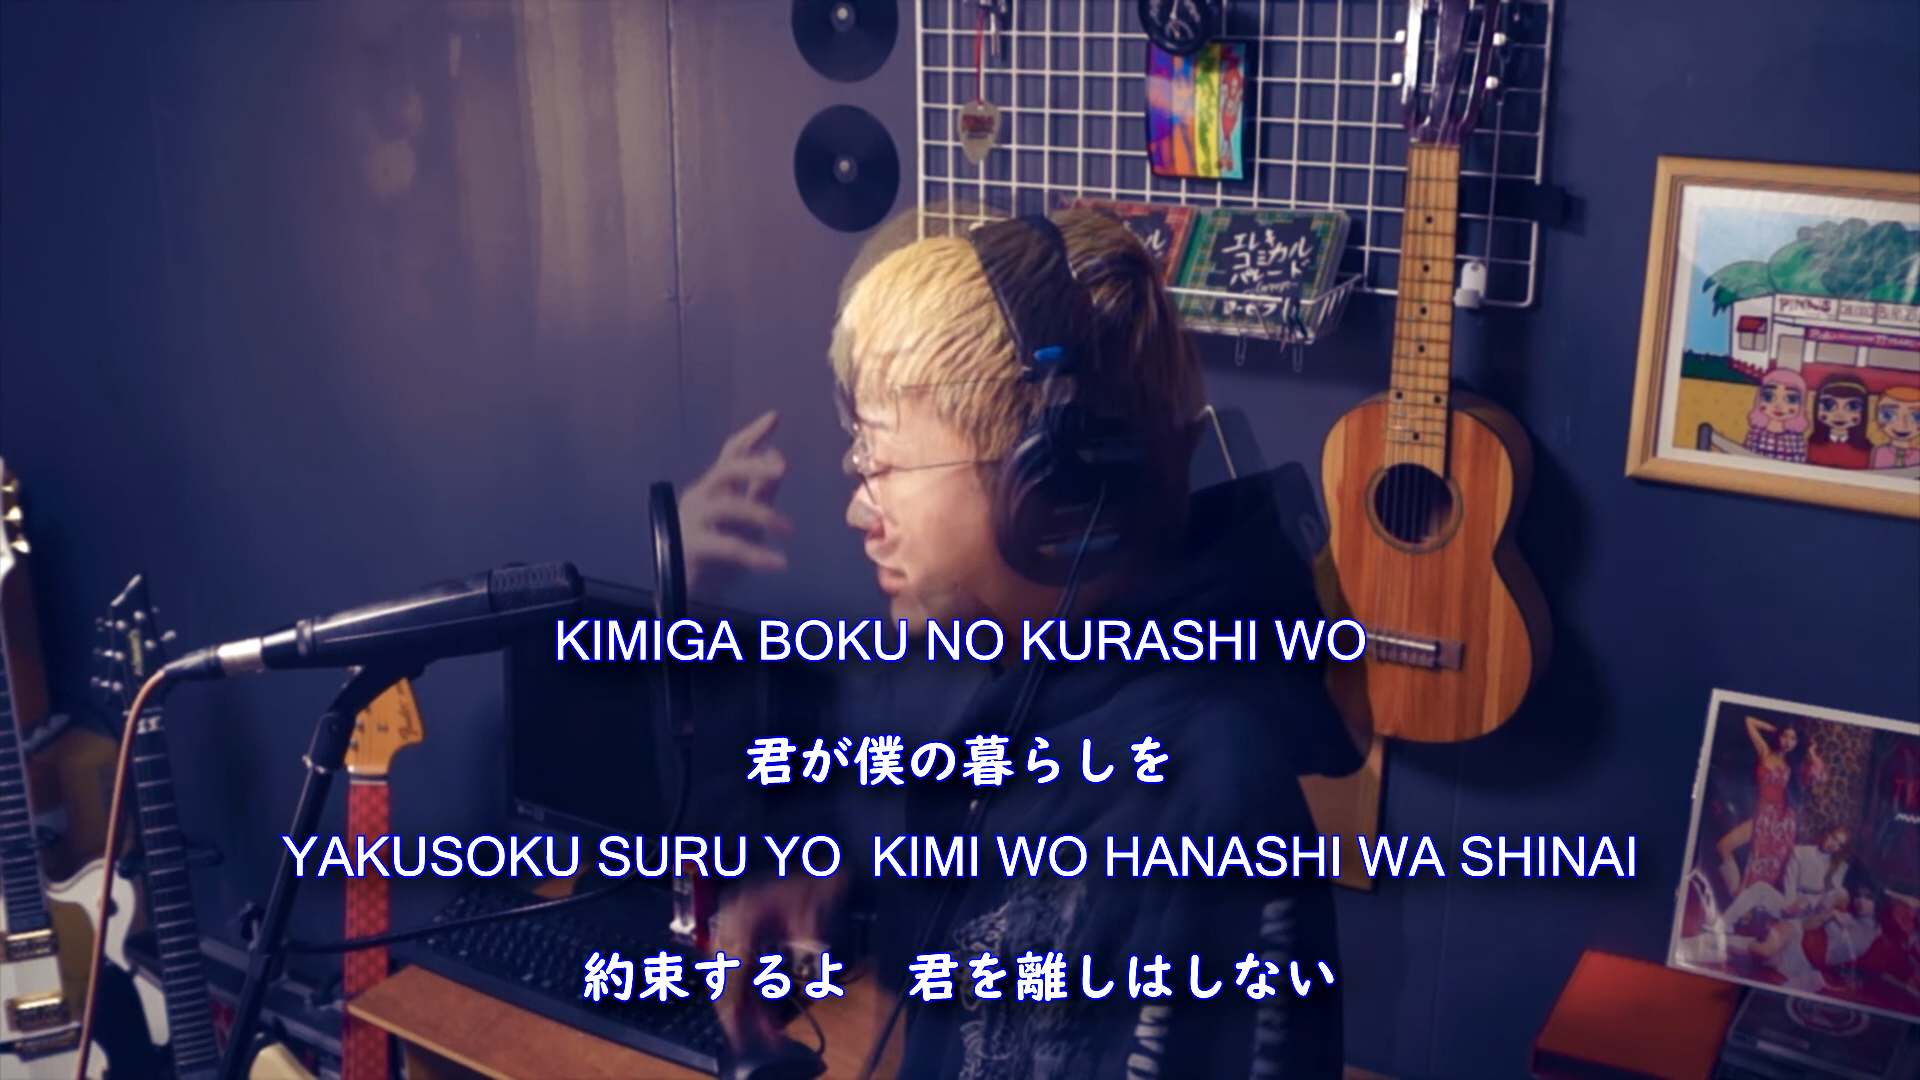 エレキ
コミカル
パレード
PINK'S
KIMIGA BOKU NO KURASHI WO
君が僕の暮らしを
YAKUSOKU SURU YO  KIMI WO HANASHI WA SHINAI
約束するよ　君を離しはしない